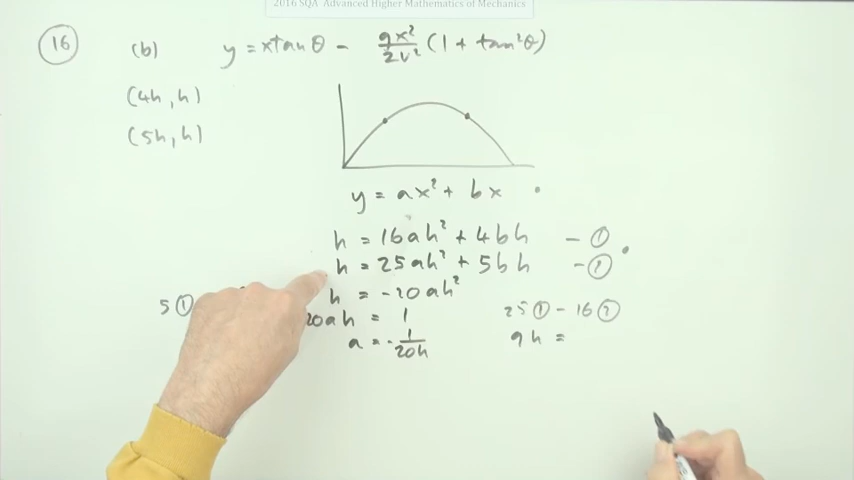 2016 SQA Advanced Higher Mathematics of Mechanics
16 (b) y = xtanθ - gx²/2V² (1 + tan²θ)
(4h, h)
(5h, h)
y = ax² + bx
h = 16ah² + 4bh - ①
h = 25ah² + 5bh - ②
h = -20ah²
5① 20ah = 1 25① - 16②
a = -1/20h 9h =